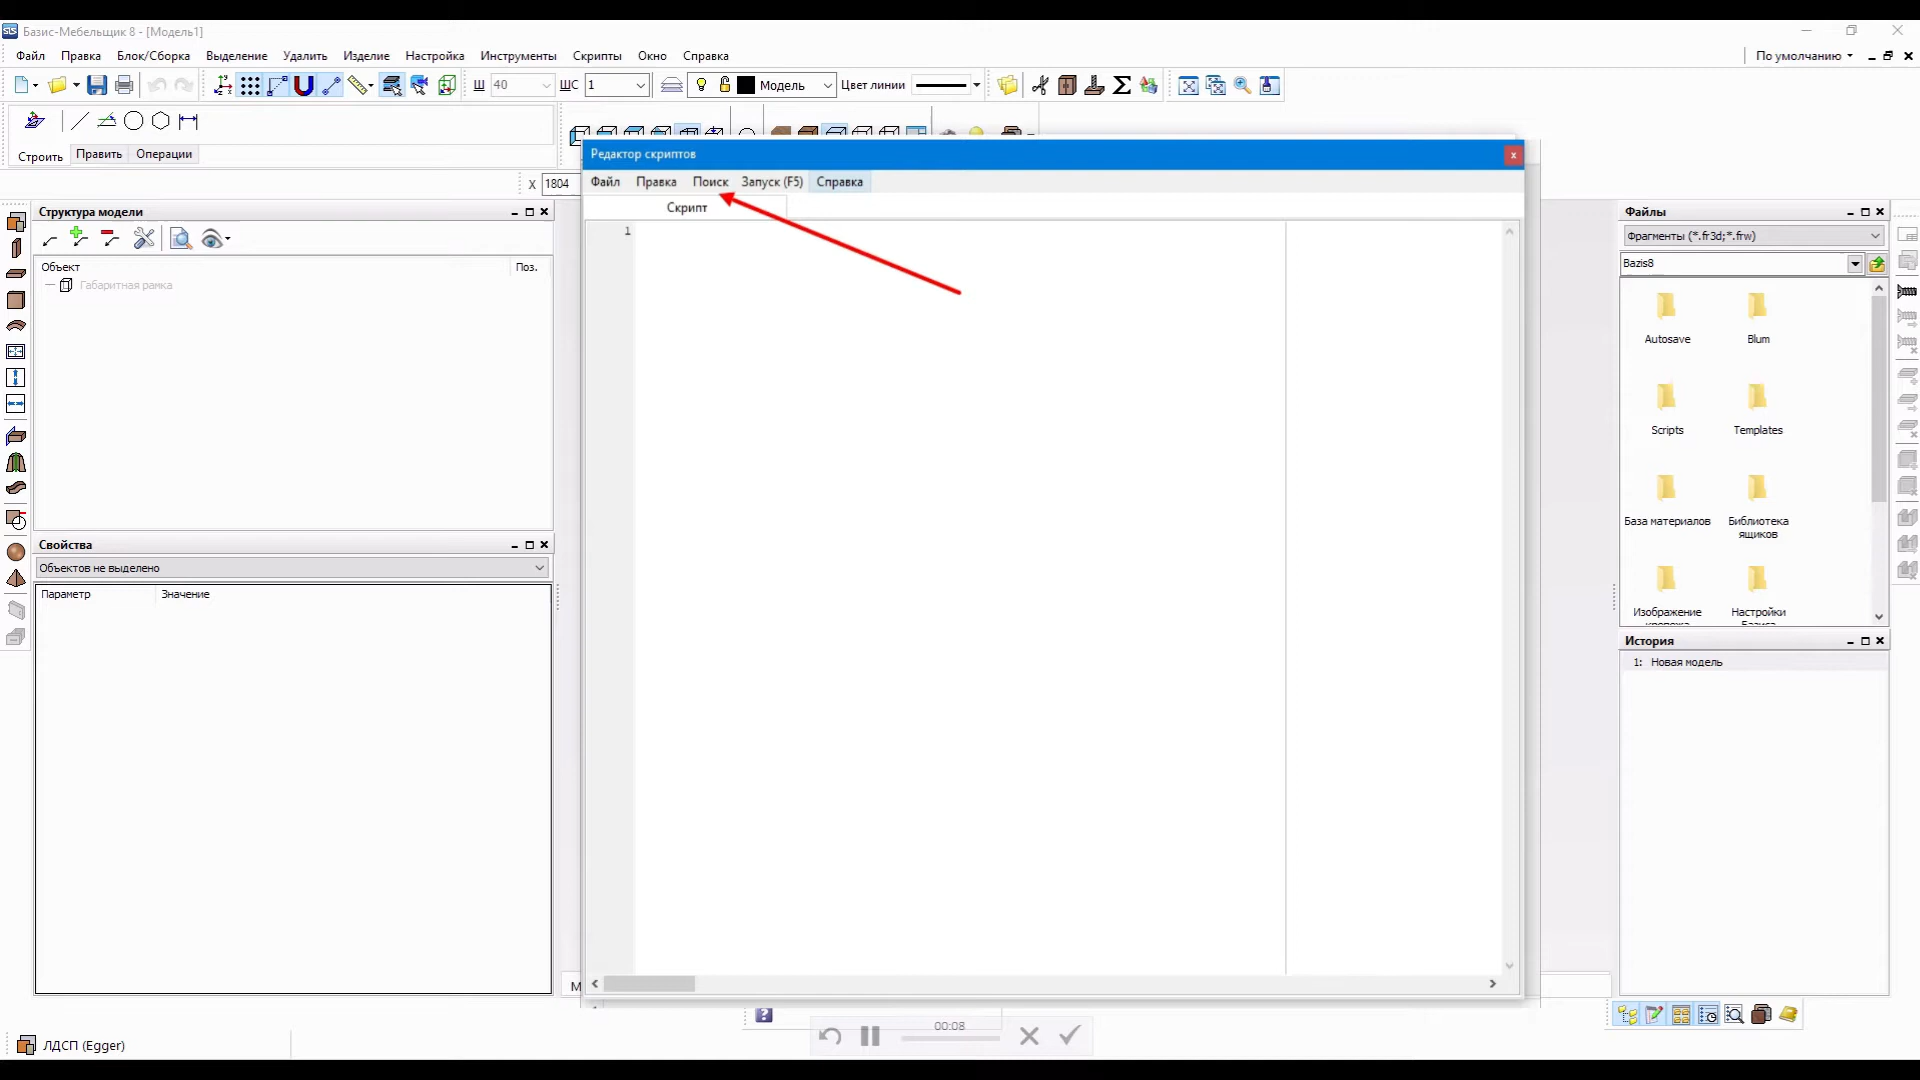 Базис-Мебельщик 8 - [Модель1]
Файл Правка Блок/Сборка Выделение Удалить Изделие Настройка Инструменты Скрипты Окно Справка По умолчанию
Ш 40 ШС 1 Модель Цвет линии
Строить Править Операции
X 1804
Редактор скриптов
Файл Правка Поиск Запуск (F5) Справка
Скрипт
1
Структура модели
Объект Поз.
Габаритная рамка
Свойства
Объектов не выделено
Параметр Значение
Файлы
Фрагменты (*.fr3d;*.frw)
Bazis8
Autosave Blum
Scripts Templates
База материалов Библиотека ящиков
Изображение Настройки
История
1: Новая модель
М
00:08
ЛДСП (Egger)